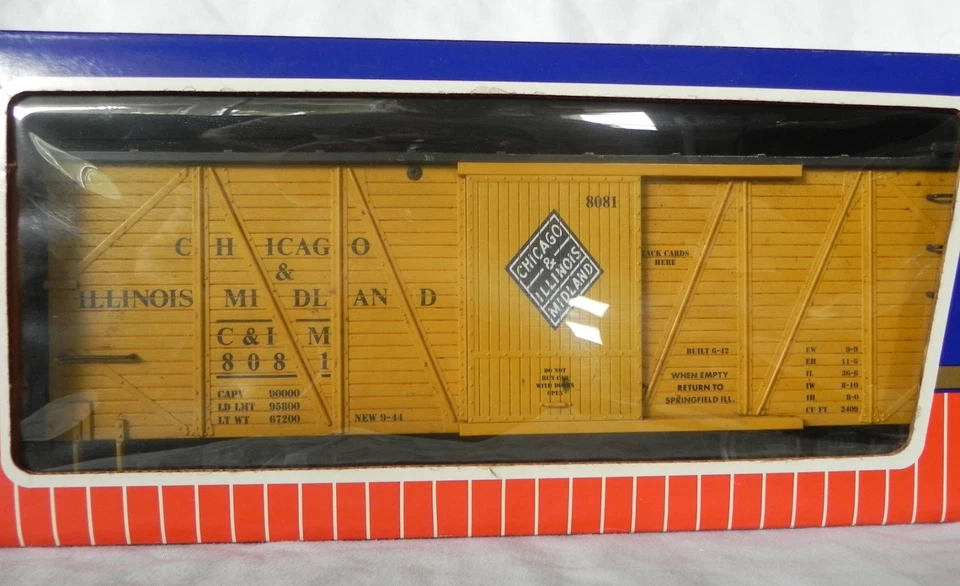 CHICAGO
&
ILLINOIS MIDLAND
C & I M
8081
CAPY 90000
LD LMT 95800
LT WT 67200
NEW 9-44
8081
CHICAGO
&
ILLINOIS
MIDLAND
DO NOT
RUN CAR
WITH DOORS
OPEN
TACK CARDS
HERE
BUILT 6-42
WHEN EMPTY
RETURN TO
SPRINGFIELD ILL.
EW 9-9
EH 11-6
IL 36-6
IW 8-10
IH 8-0
CU FT 2409